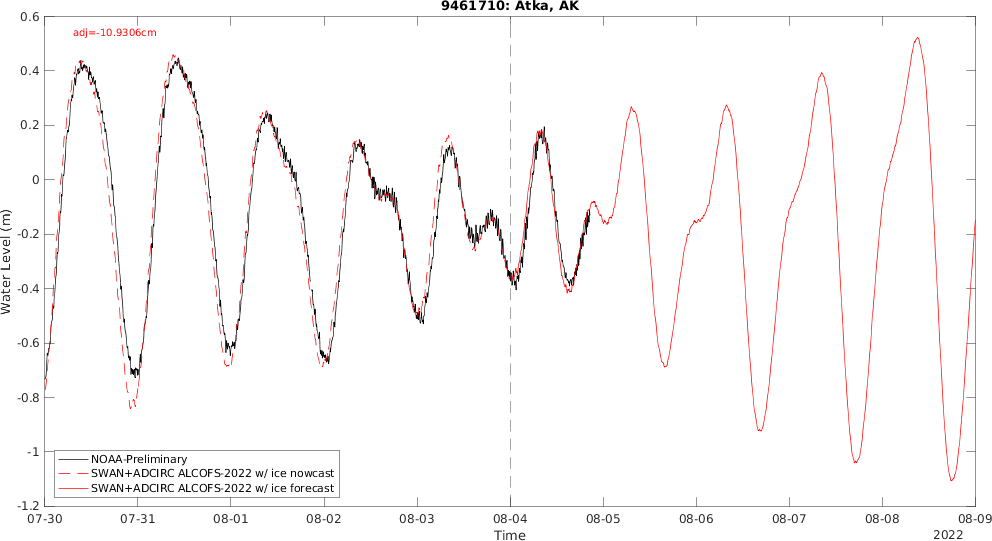 9461710: Atka, AK
adj=-10.9306cm
0.6
0.4
0.2
0
-0.2
-0.4
-0.6
-0.8
-1
-1.2
Water Level (m)
NOAA-Preliminary
SWAN+ADCIRC ALCOFS-2022 w/ ice nowcast
SWAN+ADCIRC ALCOFS-2022 w/ ice forecast
07-30 07-31 08-01 08-02 08-03 08-04 08-05 08-06 08-07 08-08 08-09
Time
2022